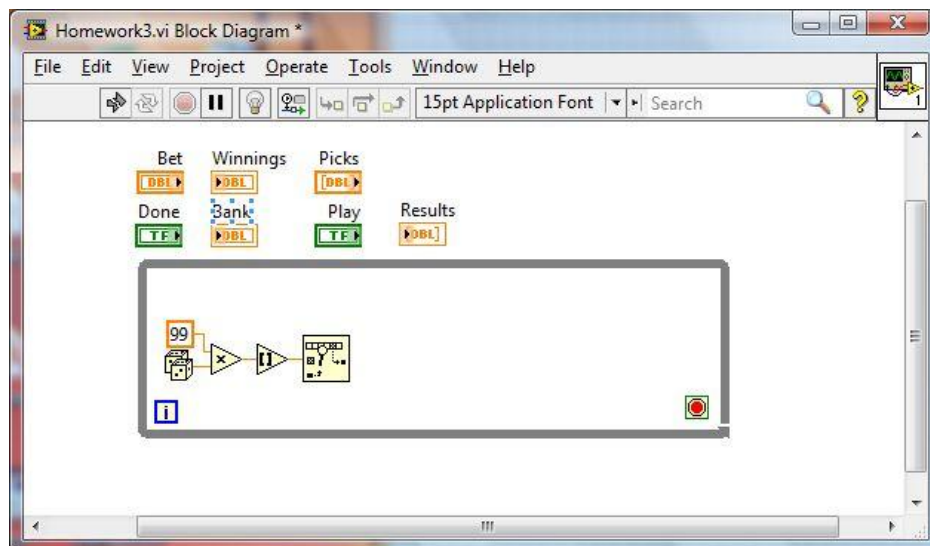 Homework3.vi Block Diagram *
File Edit View Project Operate Tools Window Help
15pt Application Font Search
1
Bet Winnings Picks
DBL DBL DBL
Done Bank Play Results
TF DBL TF DBL
99
i